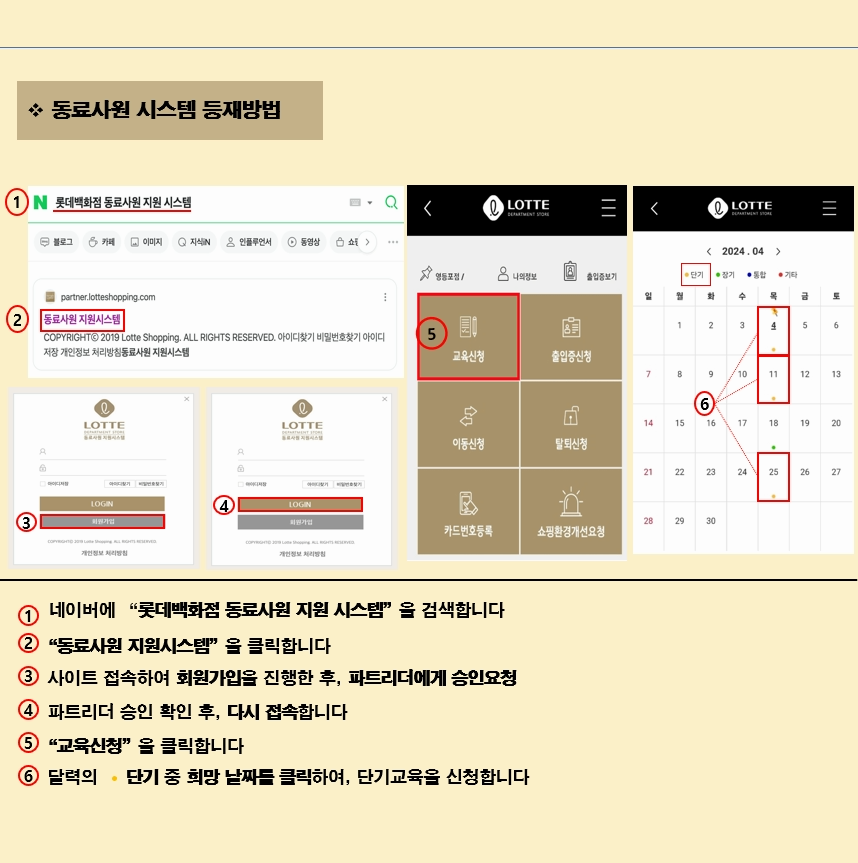 ❖ 동료사원 시스템 등재방법
① N 롯데백화점 동료사원 지원 시스템
블로그 카페 이미지 지식iN 인플루언서 동영상 쇼핑
partner.lotteshopping.com
② 동료사원 지원시스템
COPYRIGHT© 2019 Lotte Shopping. ALL RIGHTS RESERVED. 아이디찾기 비밀번호찾기 아이디
저장 개인정보 처리방침동료사원 지원시스템
LOTTE
DEPARTMENT STORE
동료사원 지원시스템
아이디저장 아이디찾기 비밀번호찾기
LOGIN
③ 회원가입
COPYRIGHT© 2019 Lotte Shopping. ALL RIGHTS RESERVED.
개인정보 처리방침
LOTTE
DEPARTMENT STORE
동료사원 지원시스템
아이디저장 아이디찾기 비밀번호찾기
④ LOGIN
회원가입
COPYRIGHT© 2019 Lotte Shopping. ALL RIGHTS RESERVED.
개인정보 처리방침
LOTTE
DEPARTMENT STORE
영등포점 / 나의정보 출입증보기
⑤
교육신청 출입증신청
이동신청 탈퇴신청
카드번호등록 쇼핑환경개선요청
LOTTE
DEPARTMENT STORE
2024 . 04
단기 장기 통합 기타
일 월 화 수 목 금 토
1 2 3 4 5 6
7 8 9 10 11 12 13
⑥
14 15 16 17 18 19 20
21 22 23 24 25 26 27
28 29 30
① 네이버에 “롯데백화점 동료사원 지원 시스템” 을 검색합니다
② “동료사원 지원시스템” 을 클릭합니다
③ 사이트 접속하여 회원가입을 진행한 후, 파트리더에게 승인요청
④ 파트리더 승인 확인 후, 다시 접속합니다
⑤ “교육신청” 을 클릭합니다
⑥ 달력의 • 단기 중 희망 날짜를 클릭하여, 단기교육을 신청합니다